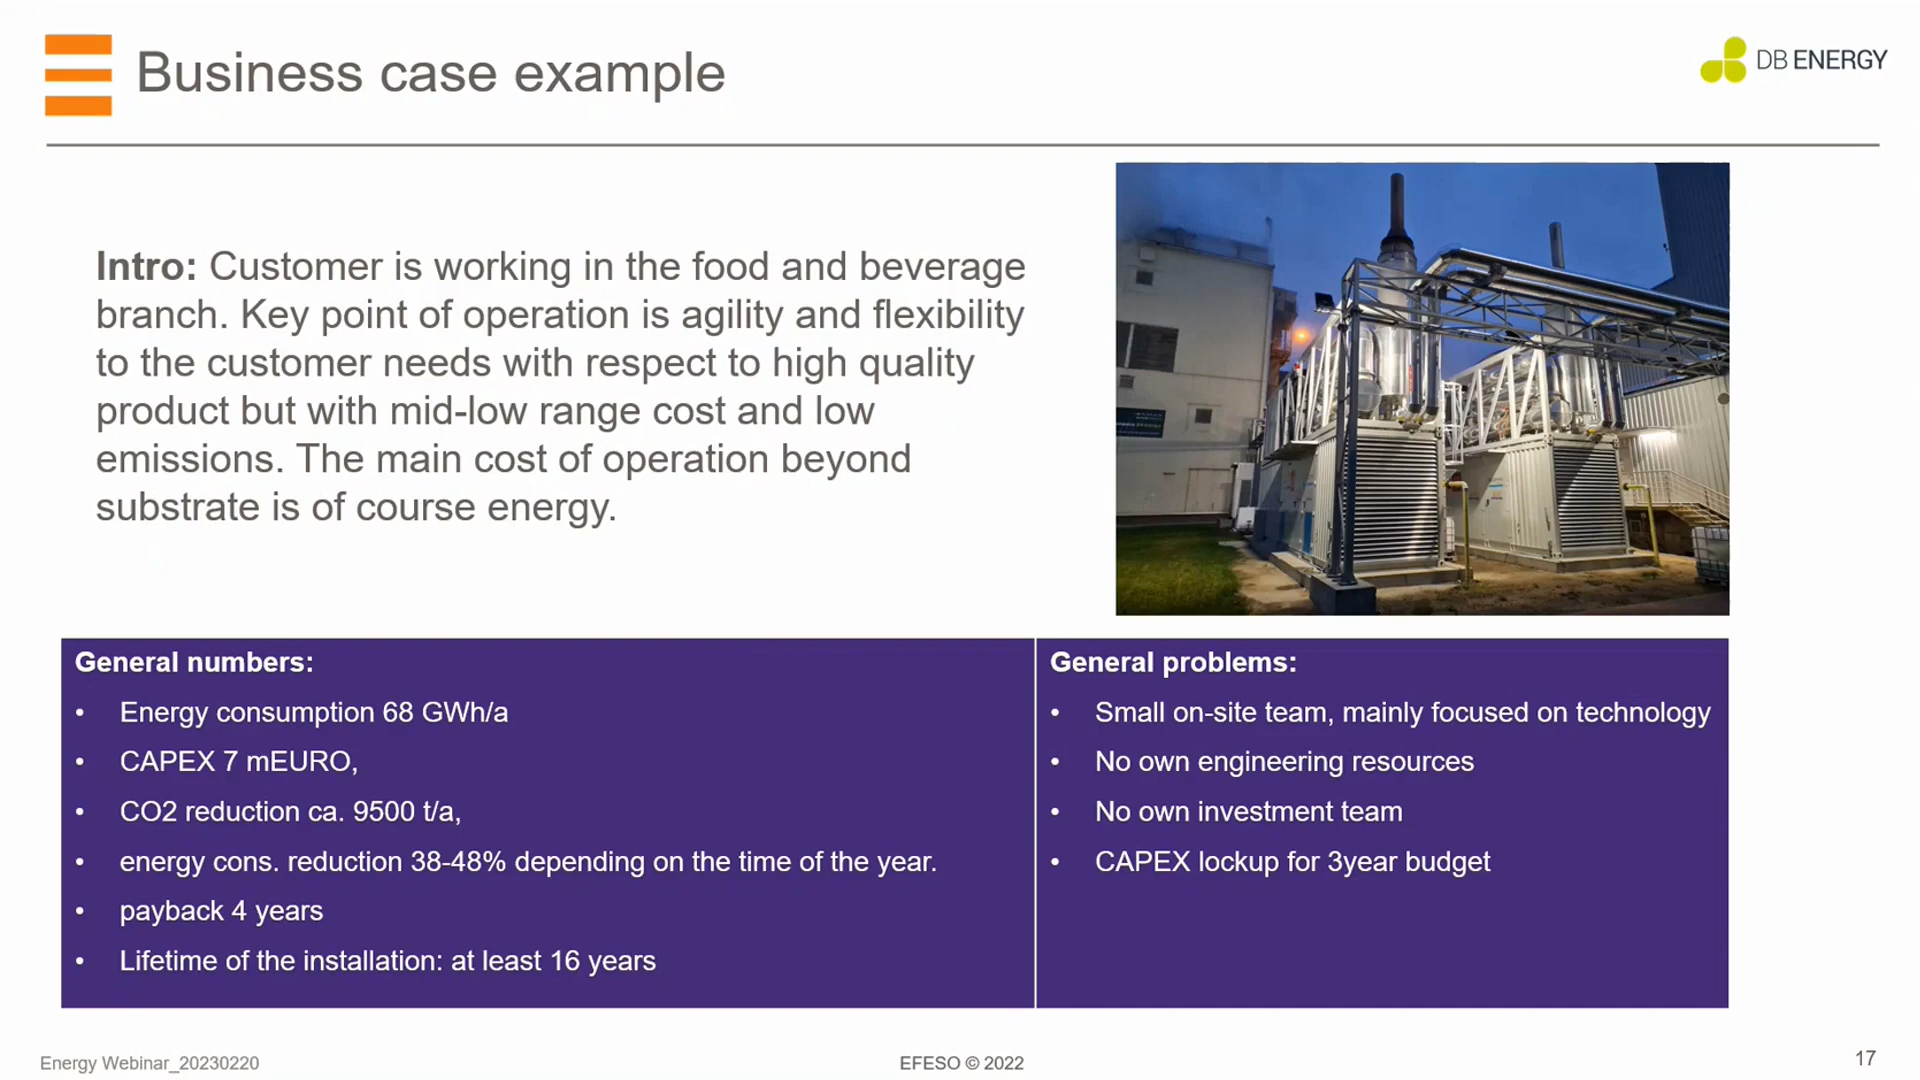 Business case example
DB ENERGY
Intro: Customer is working in the food and beverage
branch. Key point of operation is agility and flexibility
to the customer needs with respect to high quality
product but with mid-low range cost and low
emissions. The main cost of operation beyond
substrate is of course energy.
General numbers:
• Energy consumption 68 GWh/a
• CAPEX 7 mEURO,
• CO2 reduction ca. 9500 t/a,
• energy cons. reduction 38-48% depending on the time of the year.
• payback 4 years
• Lifetime of the installation: at least 16 years
General problems:
• Small on-site team, mainly focused on technology
• No own engineering resources
• No own investment team
• CAPEX lockup for 3year budget
Energy Webinar_20230220
EFESO © 2022
17